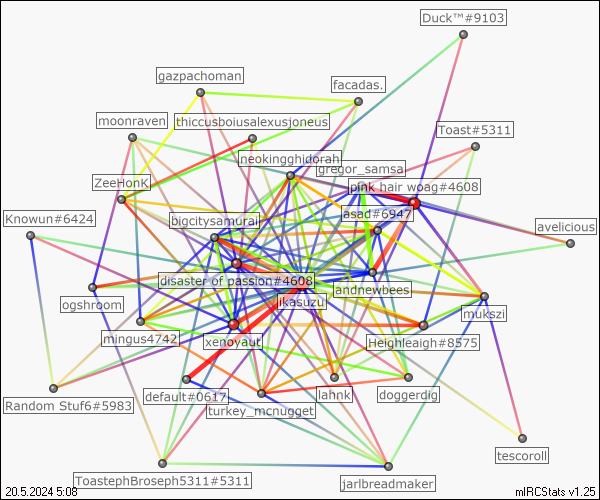 Duck™#9103
gazpachoman
facadas.
moonraven
thiccusboiusalexusjoneus
Toast#5311
neokingghidorah
gregor_samsa
ZeeHonK
pink hair woag#4608
Knowun#6424
bigcitysamurai
asad#6947
avelicious
disaster of passion#4608
andnewbees
ikasuzu
ogshroom
mukszi
mingus4742
xenoyaut
Heighleaigh#8575
default#0617
lahnk
doggerdig
Random Stuf6#5983
turkey_mcnugget
tescoroll
ToastephBroseph5311#5311
jarlbreadmaker
20.5.2024 5:08
mIRCStats v1.25